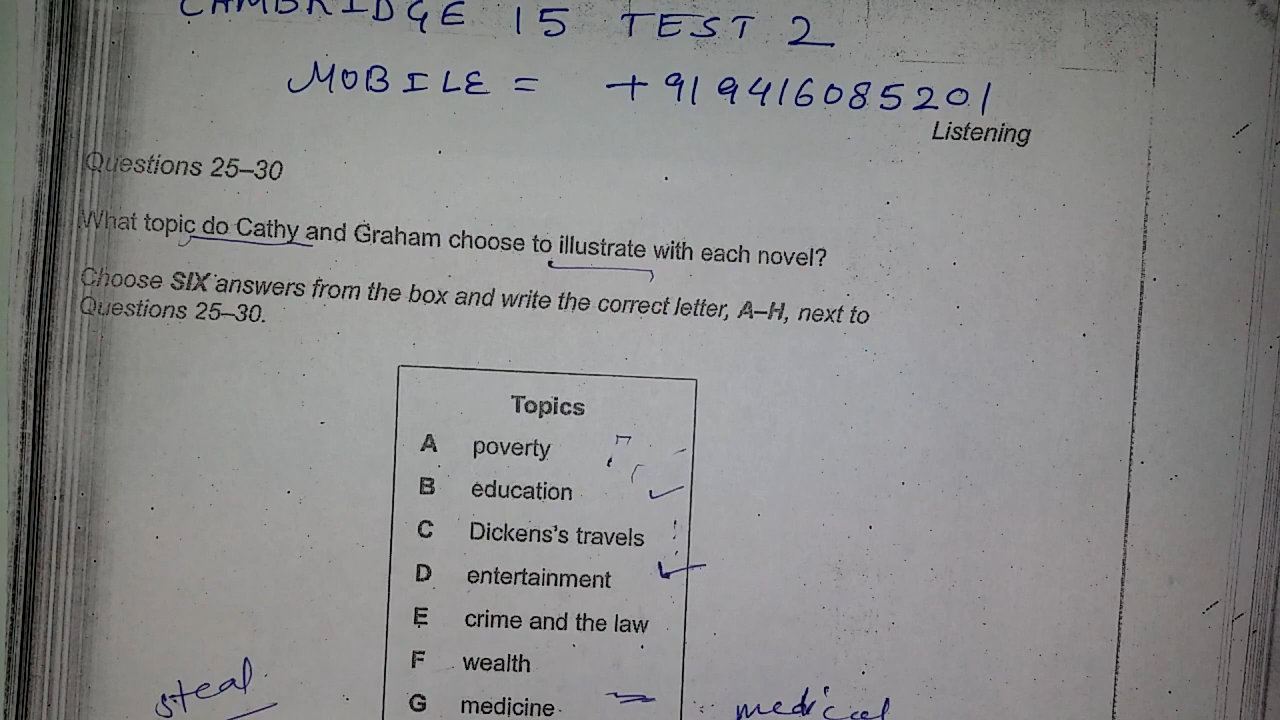 CAMBRIDGE 15 TEST 2
MOBILE = +919416085201
Listening
Questions 25–30
What topic do Cathy and Graham choose to illustrate with each novel?
Choose SIX answers from the box and write the correct letter, A–H, next to
Questions 25–30.
Topics
A poverty
B education
C Dickens's travels
D entertainment
E crime and the law
F wealth
steal
G medicine
medical